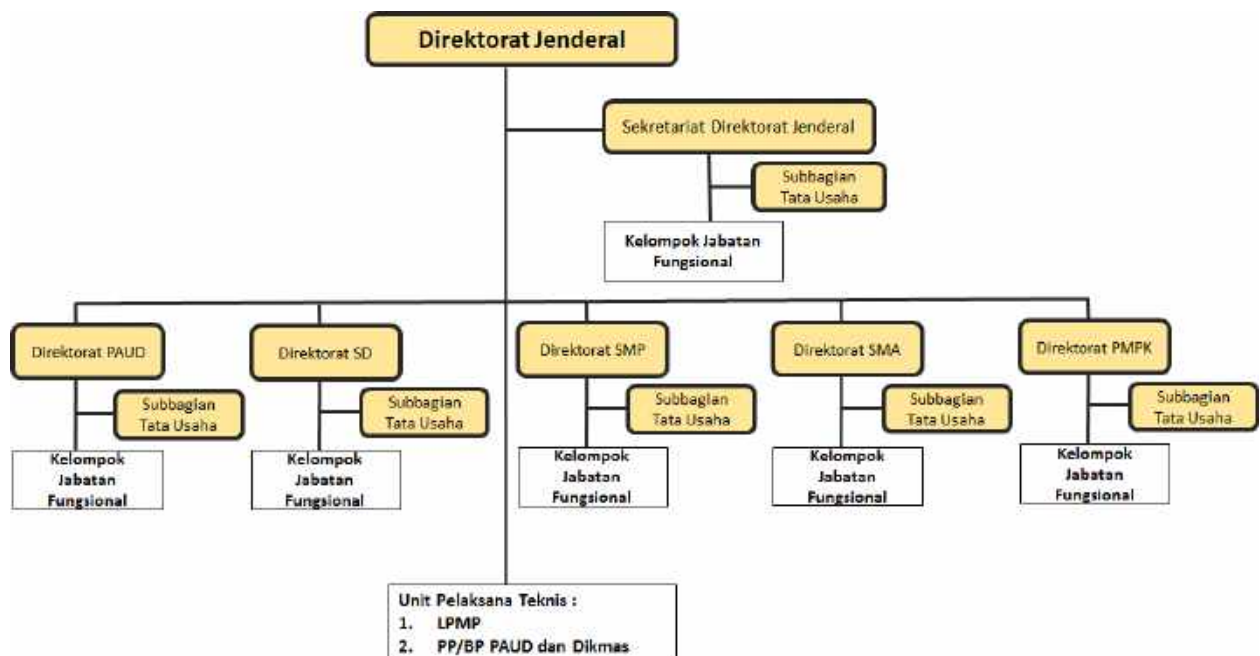 Direktorat Jenderal
Sekretariat Direktorat Jenderal
Subbagian
Tata Usaha
Kelompok Jabatan
Fungsional
Direktorat PAUD
Subbagian
Tata Usaha
Kelompok
Jabatan
Fungsional
Direktorat SD
Subbagian
Tata Usaha
Kelompok
Jabatan
Fungsional
Direktorat SMP
Subbagian
Tata Usaha
Kelompok
Jabatan
Fungsional
Direktorat SMA
Subbagian
Tata Usaha
Kelompok
Jabatan
Fungsional
Direktorat PMPK
Subbagian
Tata Usaha
Kelompok
Jabatan
Fungsional
Unit Pelaksana Teknis :
1. LPMP
2. PP/BP PAUD dan Dikmas